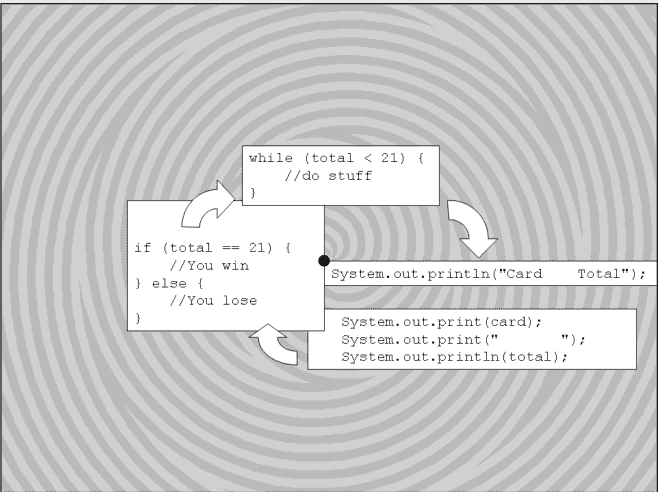 while (total < 21) {
    //do stuff
}
if (total == 21) {
    //You win
} else {
    //You lose
}
System.out.println("Card    Total");
System.out.print(card);
System.out.print("       ");
System.out.println(total);